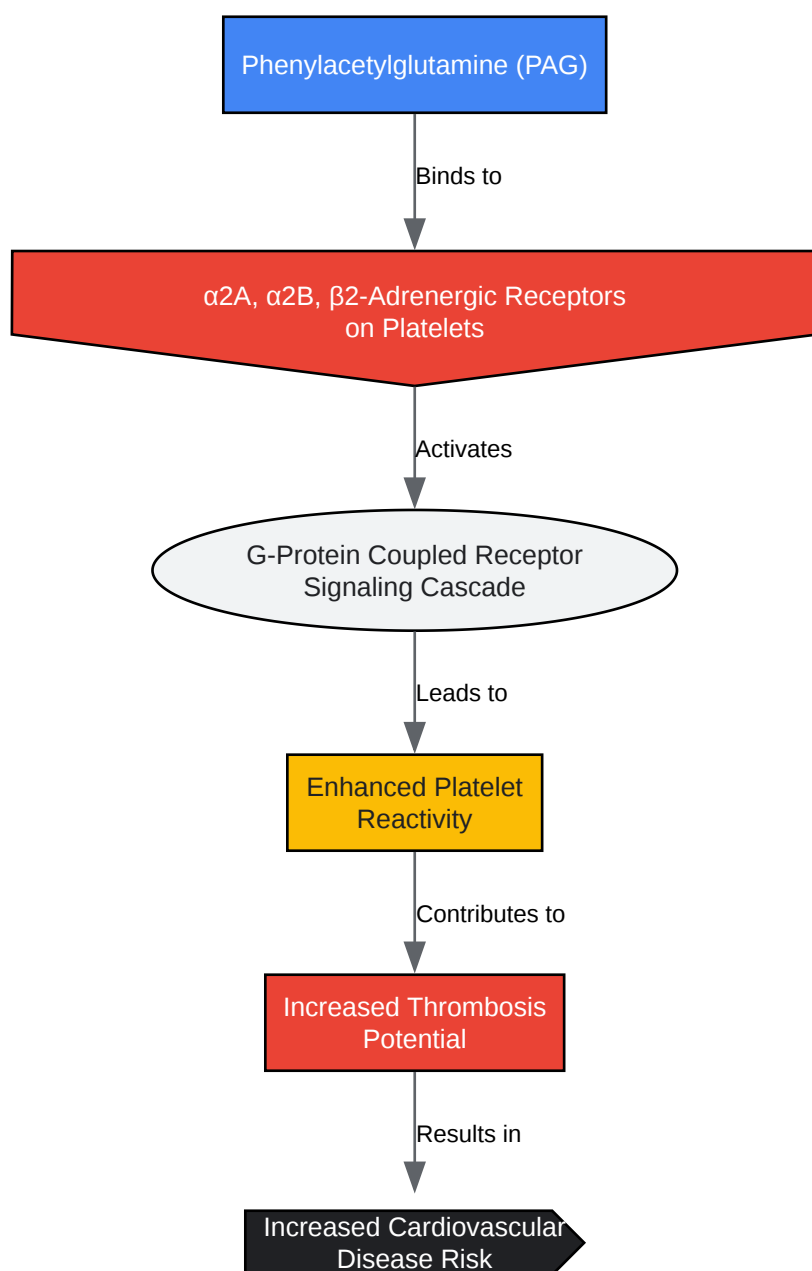 Phenylacetylglutamine (PAG)
Binds to
α2A, α2B, β2-Adrenergic Receptors
on Platelets
Activates
G-Protein Coupled Receptor
Signaling Cascade
Leads to
Enhanced Platelet
Reactivity
Contributes to
Increased Thrombosis
Potential
Results in
Increased Cardiovascular
Disease Risk